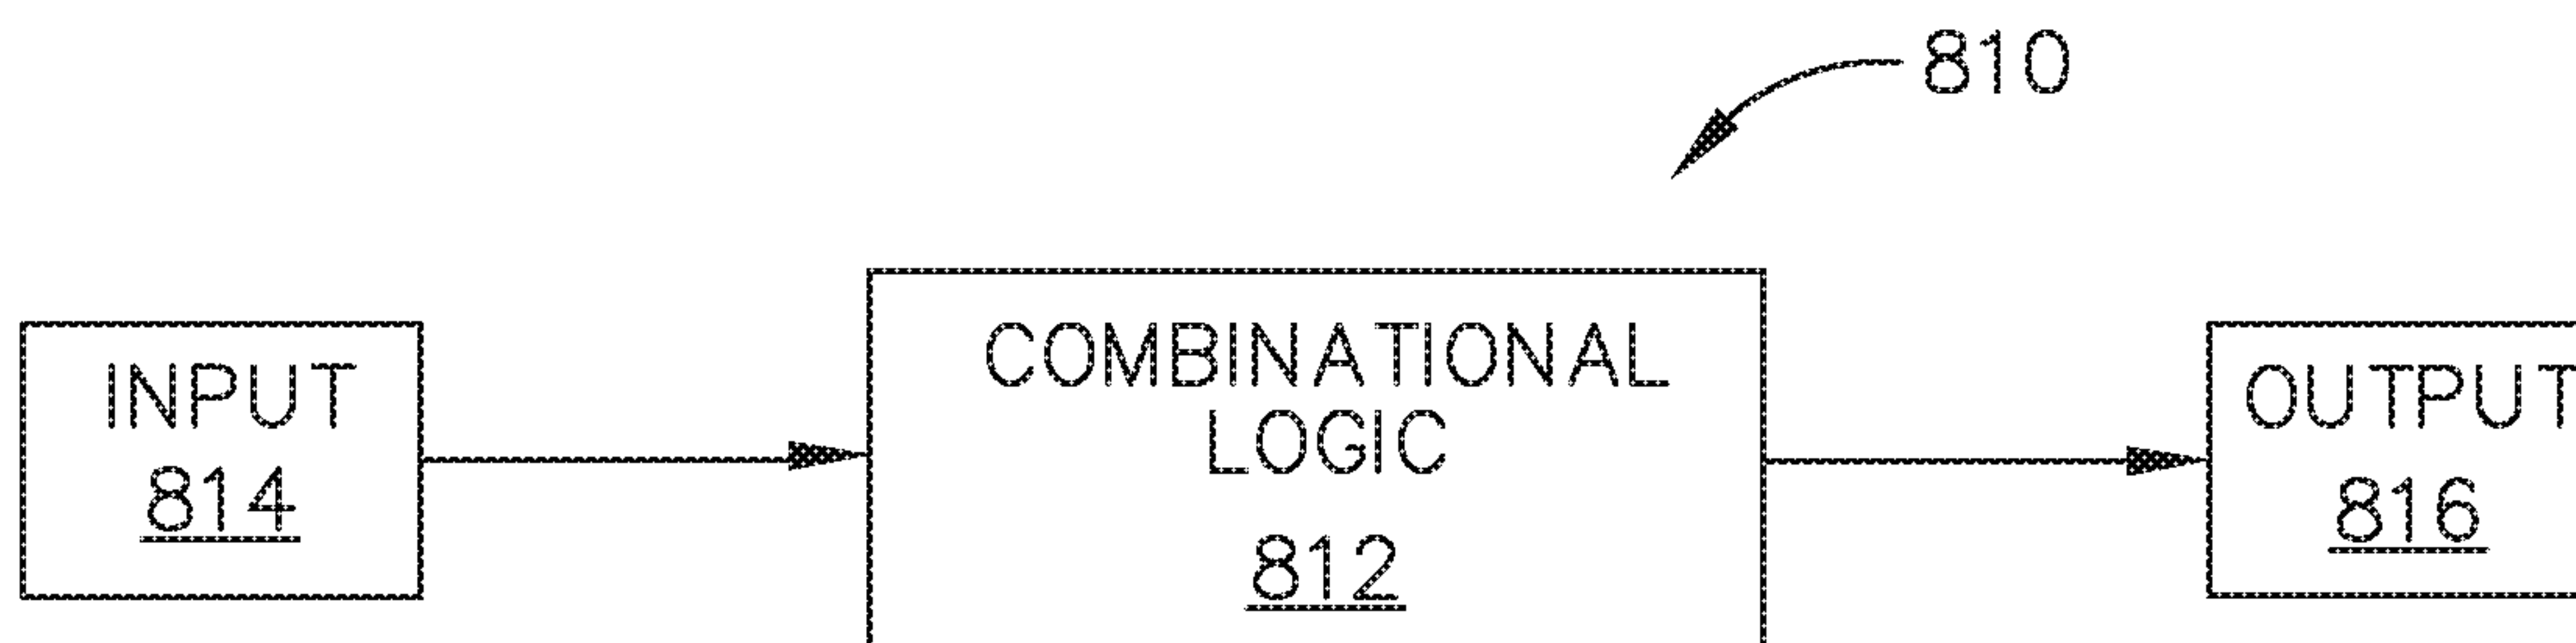 810
INPUT
814
COMBINATIONAL
LOGIC
812
OUTPUT
816